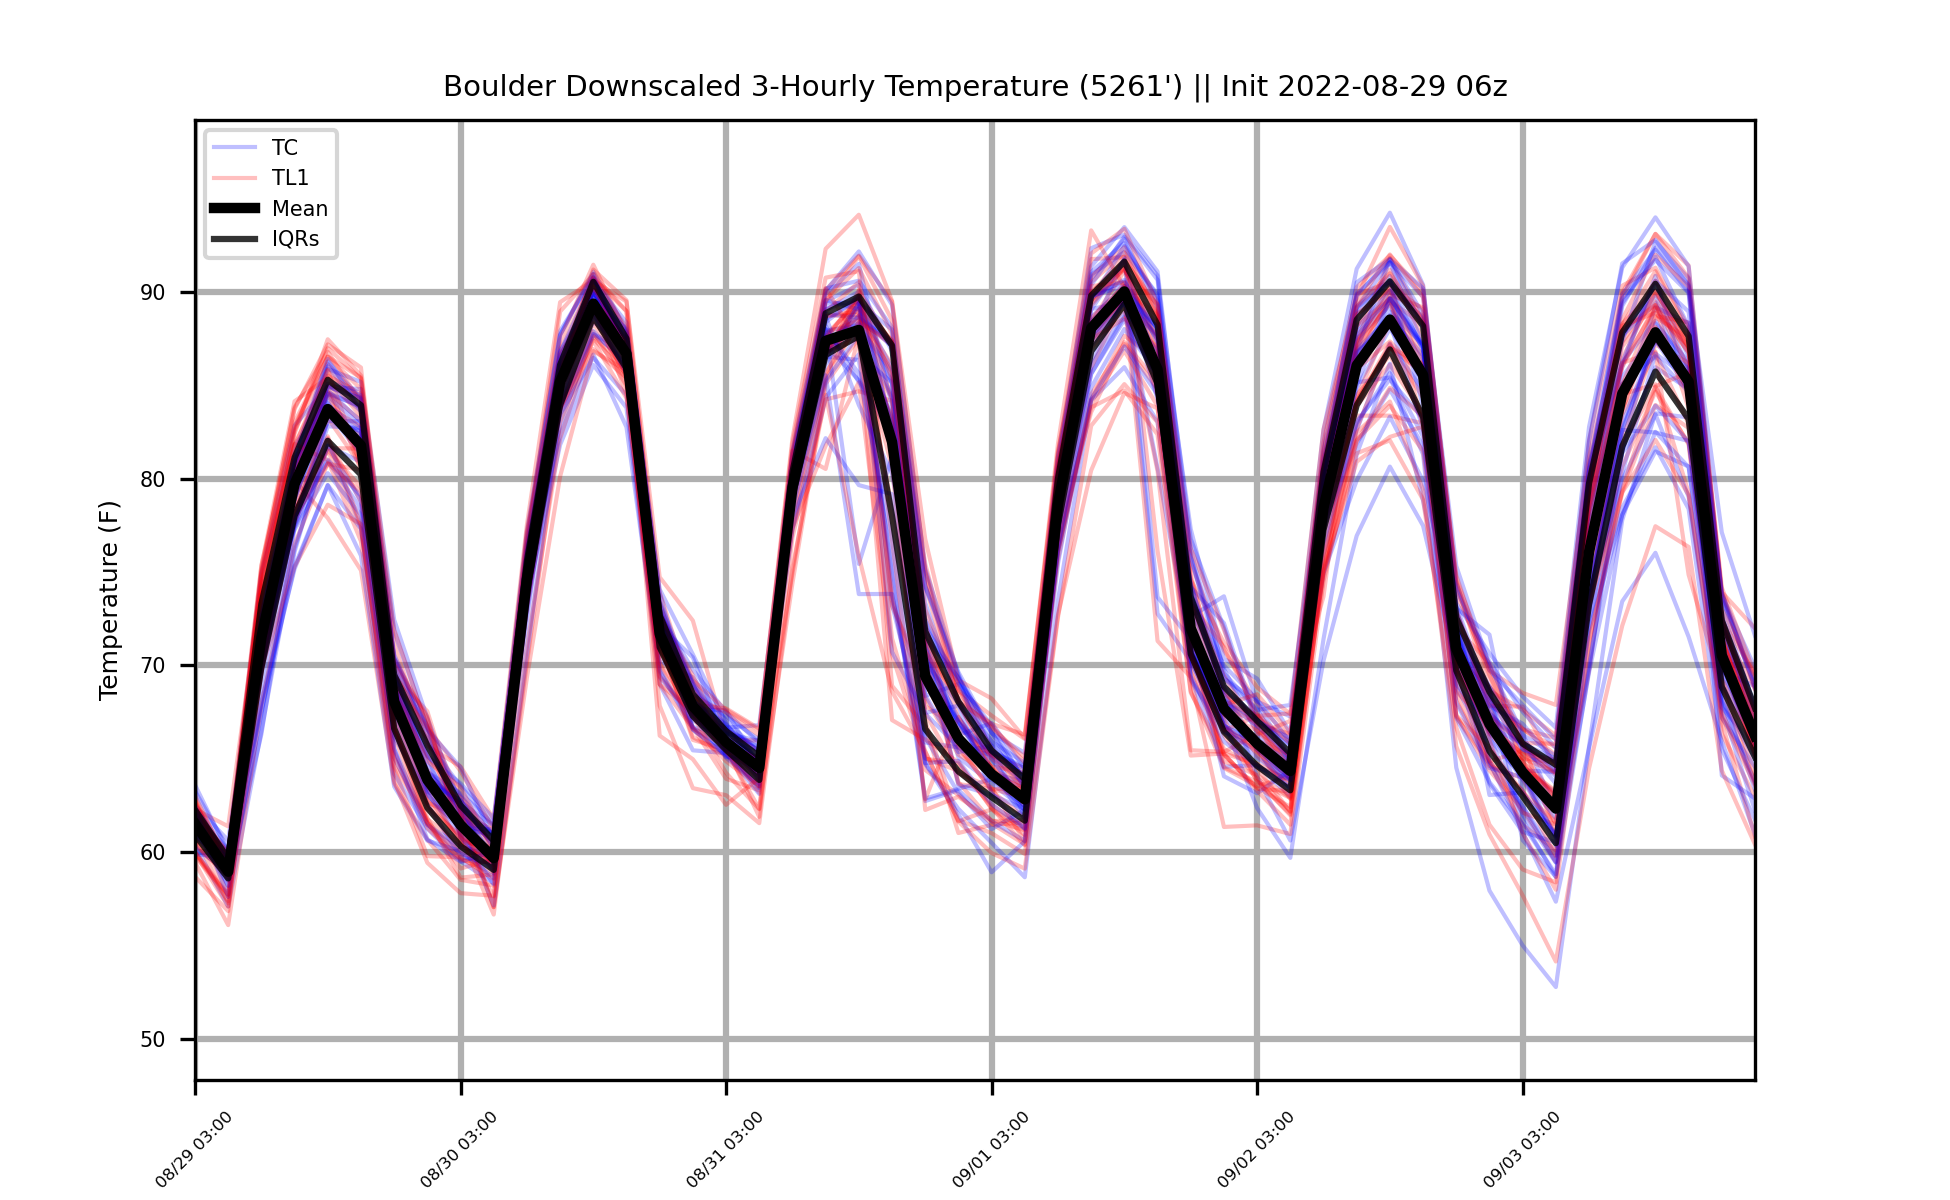 Boulder Downscaled 3-Hourly Temperature (5261') || Init 2022-08-29 06z
TC
TL1
Mean
IQRs
Temperature (F)
90
80
70
60
50
08/29 03:00
08/30 03:00
08/31 03:00
09/01 03:00
09/02 03:00
09/03 03:00